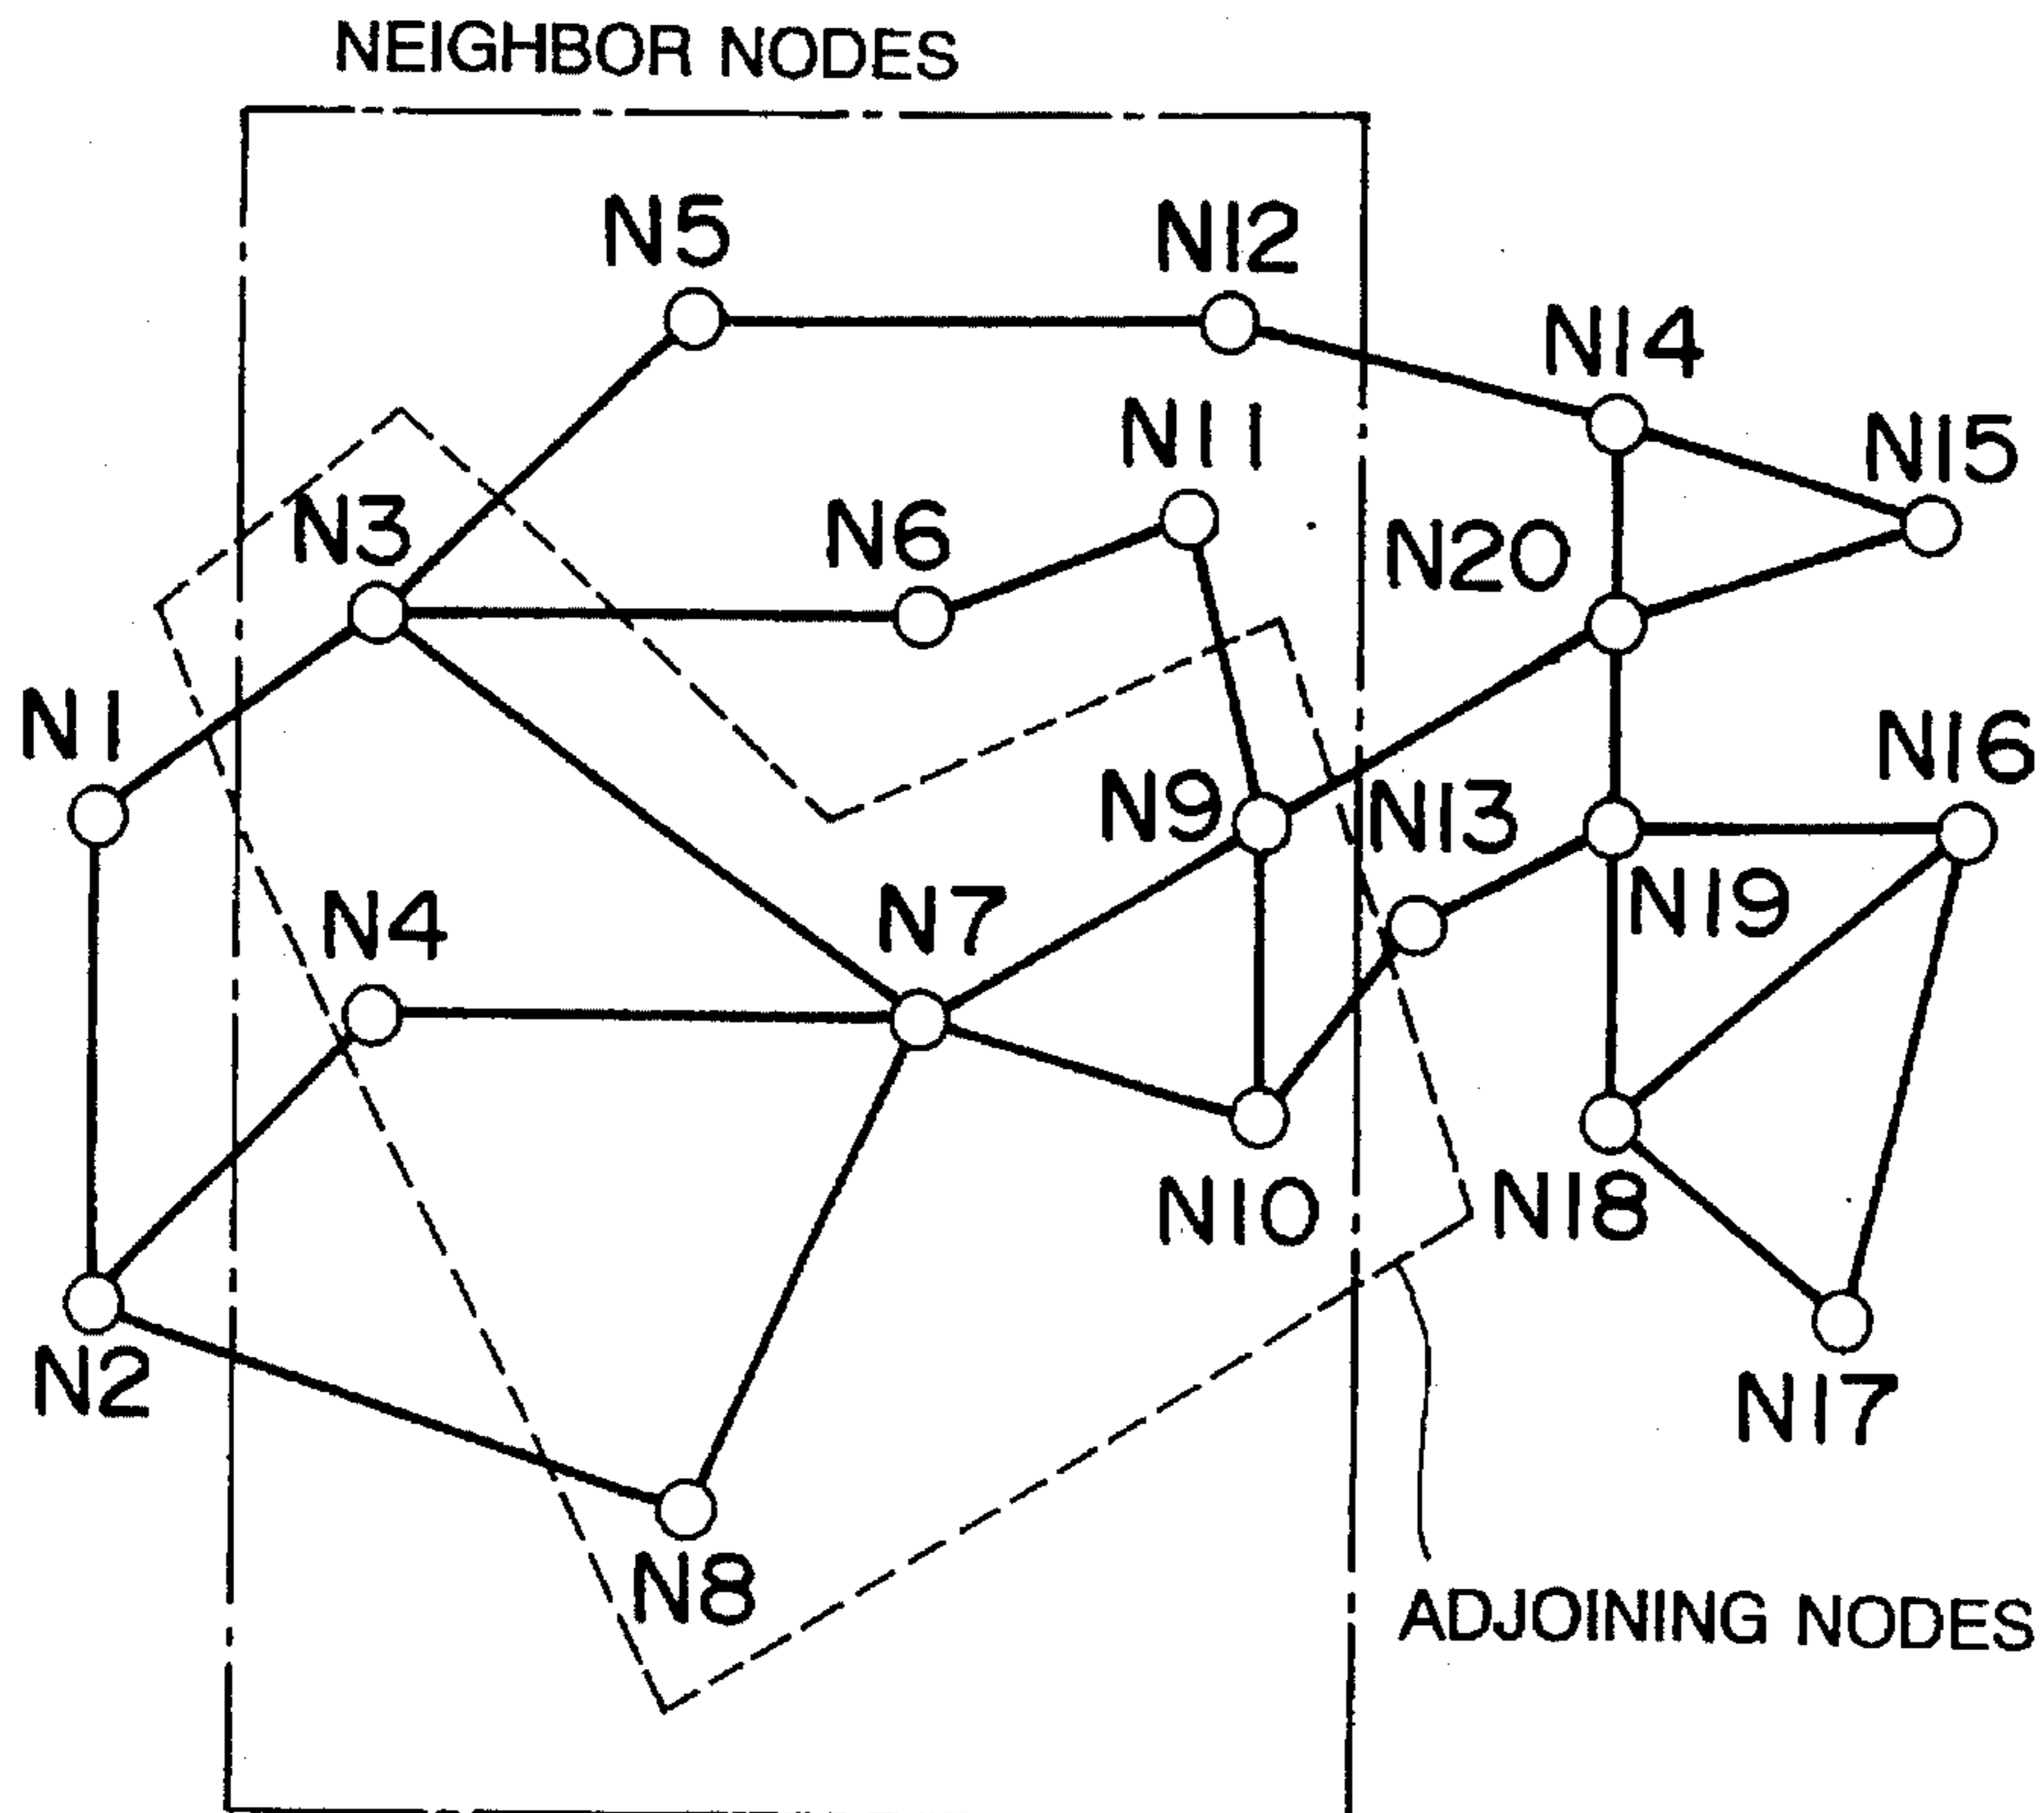 NEIGHBOR NODES
N5
N12
N14
N11
N15
N3
N6
N20
N1
N16
N9
N13
N4
N7
N19
N10
N18
N2
N17
N8
ADJOINING NODES